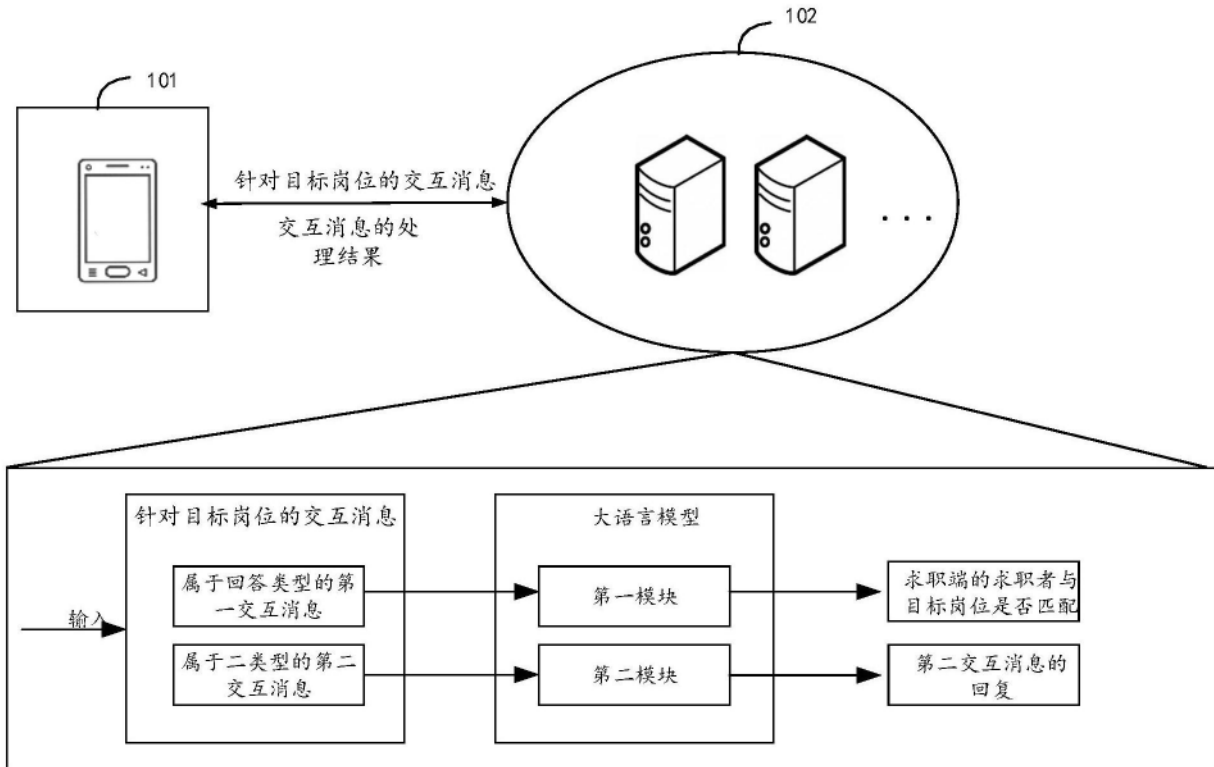 102
101
针对目标岗位的交互消息
交互消息的处
理结果
...
针对目标岗位的交互消息
大语言模型
属于回答类型的第
一交互消息
第一模块
求职端的求职者与
目标岗位是否匹配
输入
属于二类型的第二
交互消息
第二模块
第二交互消息的
回复